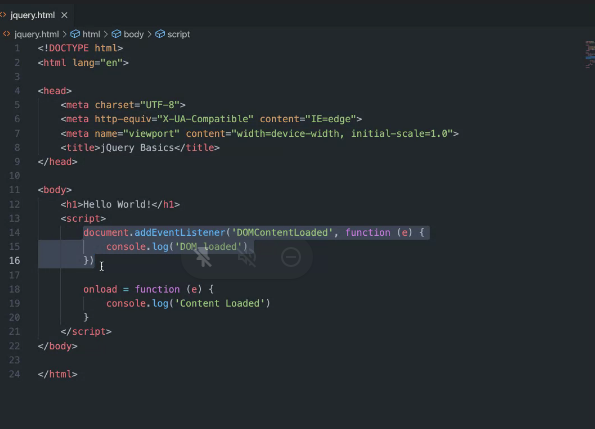 jquery.html ×
<> jquery.html > html > body > script
1 <!DOCTYPE html>
2 <html lang="en">
3
4 <head>
5     <meta charset="UTF-8">
6     <meta http-equiv="X-UA-Compatible" content="IE=edge">
7     <meta name="viewport" content="width=device-width, initial-scale=1.0">
8     <title>jQuery Basics</title>
9 </head>
10
11 <body>
12     <h1>Hello World!</h1>
13     <script>
14         document.addEventListener('DOMContentLoaded', function (e) {
15             console.log('DOM loaded')
16         })
17
18         onload = function (e) {
19             console.log('Content Loaded')
20         }
21     </script>
22 </body>
23
24 </html>